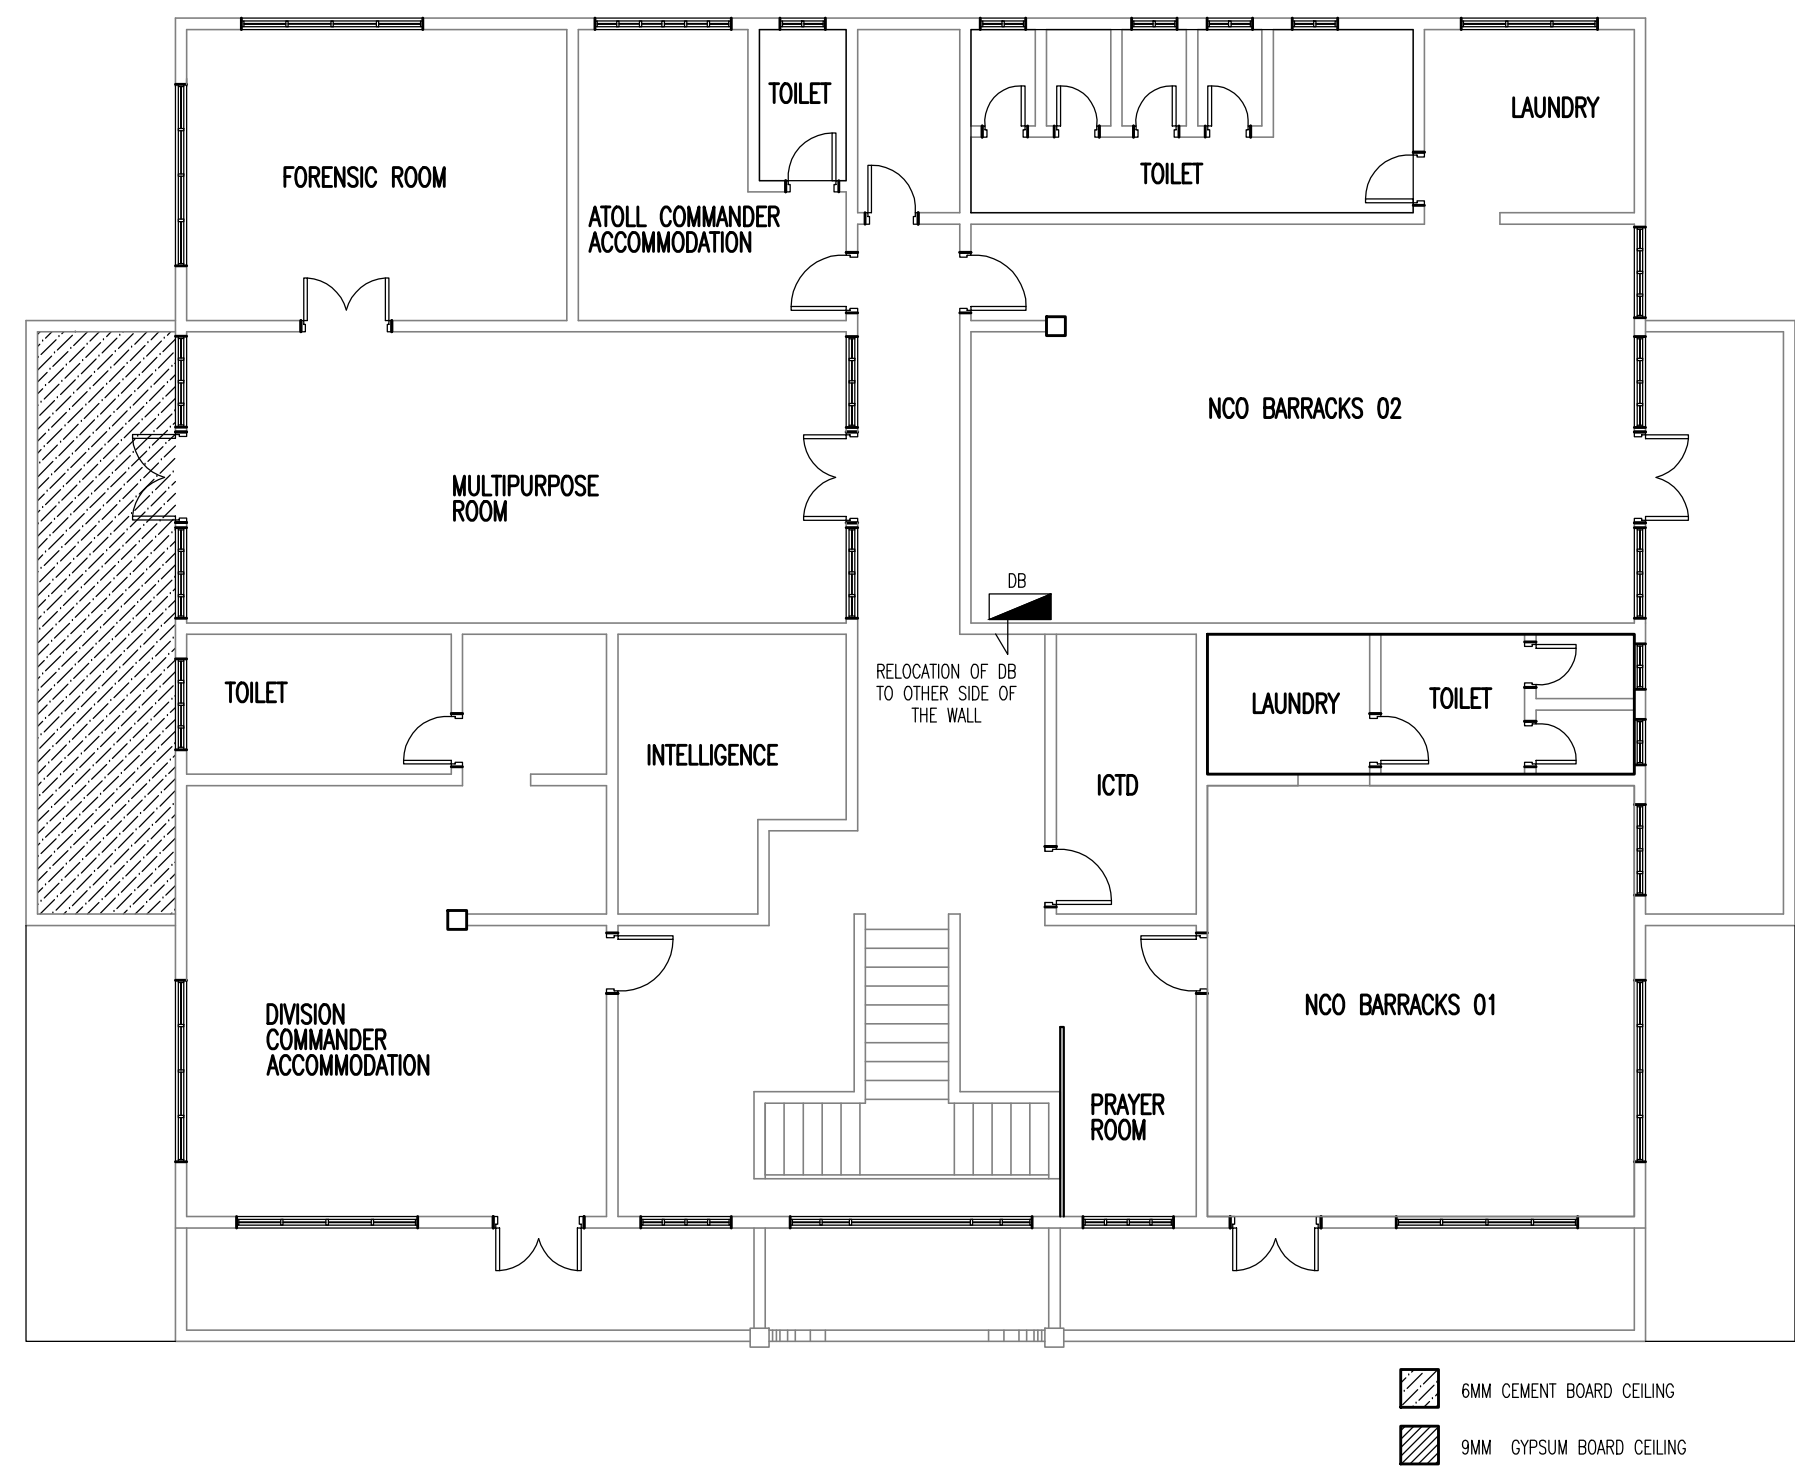 TOILET
LAUNDRY
FORENSIC ROOM
TOILET
ATOLL COMMANDER
ACCOMMODATION
NCO BARRACKS 02
MULTIPURPOSE
ROOM
DB
RELOCATION OF DB
TO OTHER SIDE OF
THE WALL
TOILET
LAUNDRY
TOILET
INTELLIGENCE
ICTD
DIVISION
COMMANDER
ACCOMMODATION
NCO BARRACKS 01
PRAYER
ROOM
6MM CEMENT BOARD CEILING
9MM GYPSUM BOARD CEILING